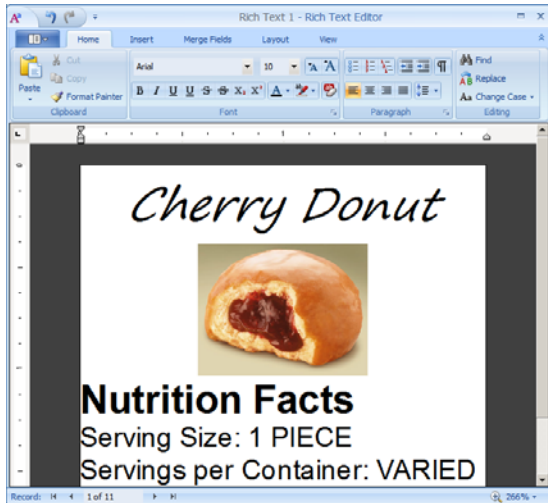 Rich Text 1 - Rich Text Editor
Home Insert Merge Fields Layout View
Paste
Cut
Copy
Format Painter
Clipboard
Arial 10
B I U U S S X₂ X² A
Font
Paragraph
Find
Replace
Change Case
Editing
Cherry Donut
Nutrition Facts
Serving Size: 1 PIECE
Servings per Container: VARIED
Record: 1 of 11 266%